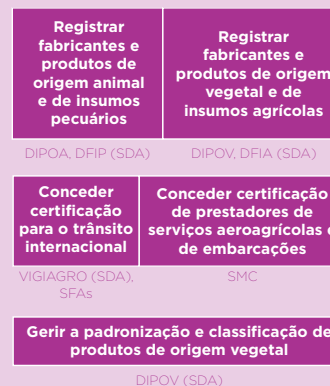 Registrar
fabricantes e
produtos de
origem animal
e de insumos
pecuários
DIPOA, DFIP (SDA)
Registrar
fabricantes e
produtos de origem
vegetal e de
insumos agrícolas
DIPOV, DFIA (SDA)
Conceder
certificação
para o trânsito
internacional
VIGIAGRO (SDA),
SFAs
Conceder certificação
de prestadores de
serviços aeroagrícolas e
de embarcações
SMC
Gerir a padronização e classificação de
produtos de origem vegetal
DIPOV (SDA)